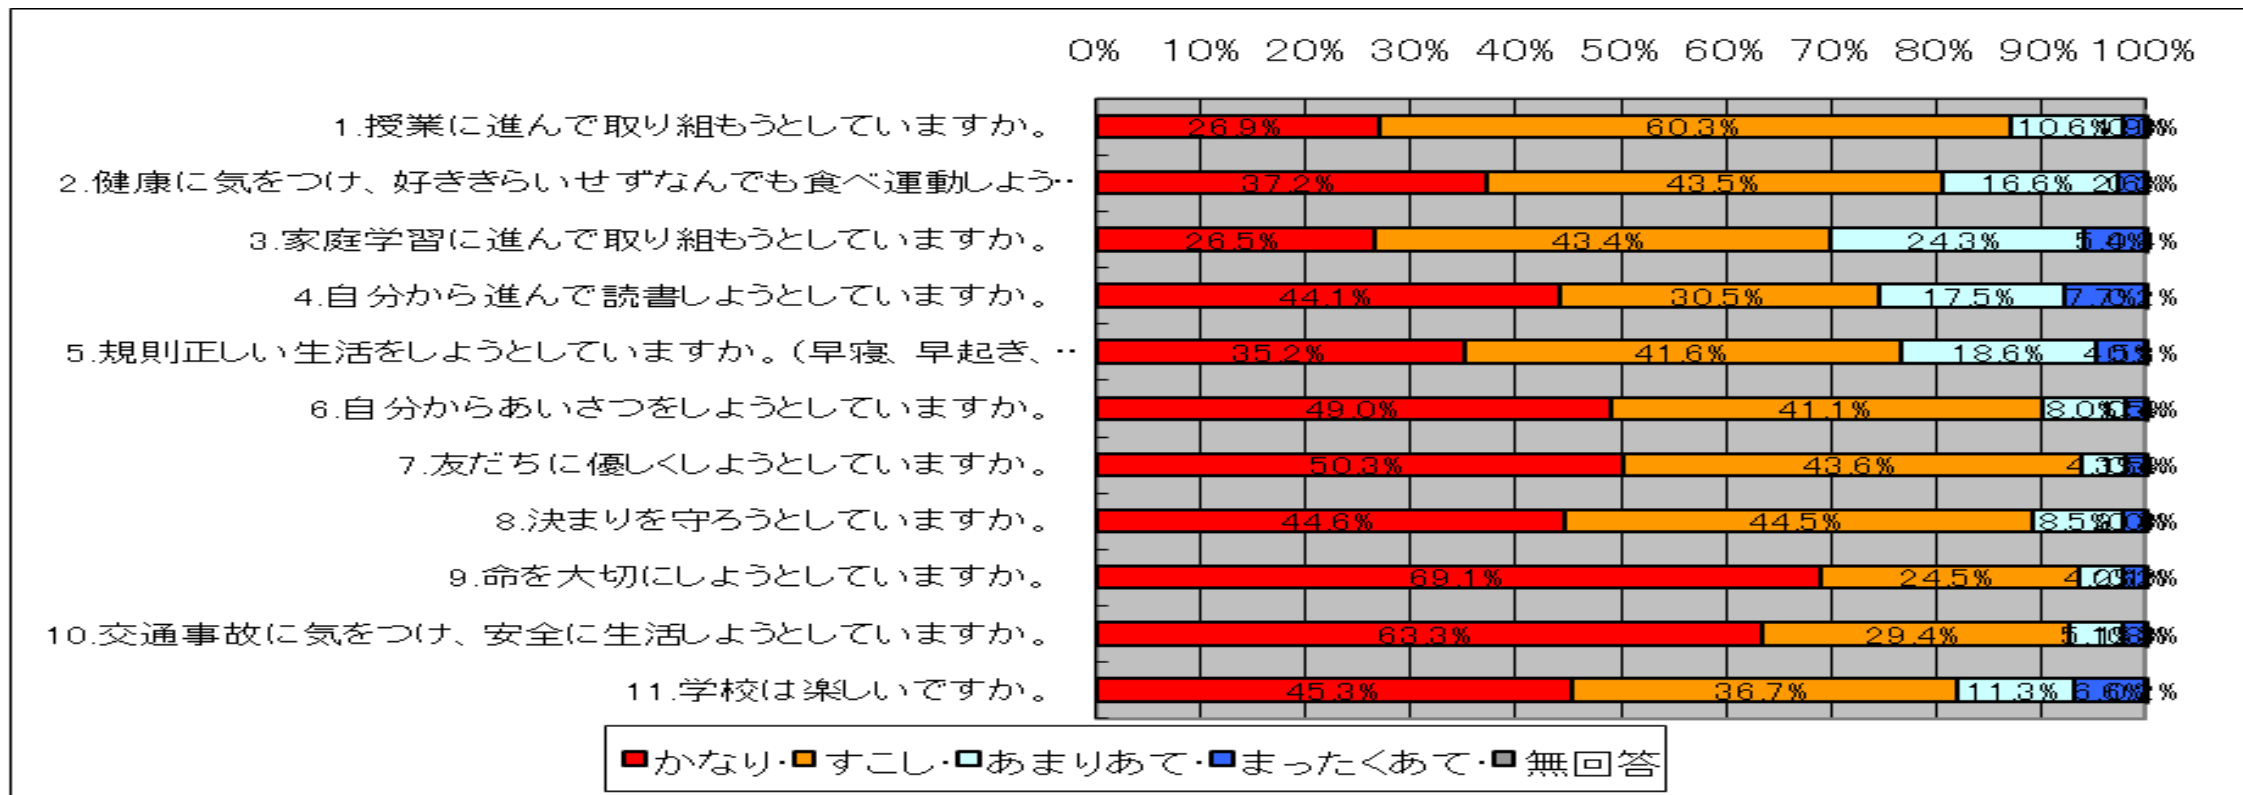 0% 10% 20% 30% 40% 50% 60% 70% 80% 90% 100%
1.授業に進んで取り組もうとしていますか。 26.9% 60.3% 10.6%
2.健康に気をつけ、好ききらいせずなんでも食べ運動しよう‥ 37.2% 43.5% 16.6%
3.家庭学習に進んで取り組もうとしていますか。 26.5% 43.4% 24.3%
4.自分から進んで読書しようとしていますか。 44.1% 30.5% 17.5%
5.規則正しい生活をしようとしていますか。(早寝、早起き、‥ 35.2% 41.6% 18.6%
6.自分からあいさつをしようとしていますか。 49.0% 41.1% 8.0%
7.友だちに優しくしようとしていますか。 50.3% 43.6%
8.決まりを守ろうとしていますか。 44.6% 44.5% 8.5%
9.命を大切にしようとしていますか。 69.1% 24.5%
10.交通事故に気をつけ、安全に生活しようとしていますか。 63.3% 29.4%
11.学校は楽しいですか。 45.3% 36.7% 11.3%
かなり・ すこし・ あまりあて・ まったくあて・ 無回答